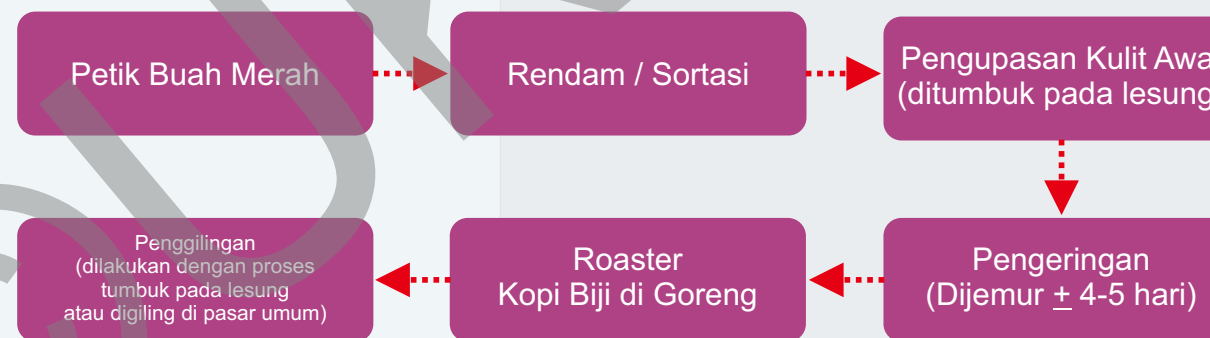 Petik Buah Merah
Rendam / Sortasi
Pengupasan Kulit Awa
(ditumbuk pada lesung
Pengeringan
(Dijemur + 4-5 hari)
Roaster
Kopi Biji di Goreng
Penggilingan
(dilakukan dengan proses
tumbuk pada lesung
atau digiling di pasar umum)